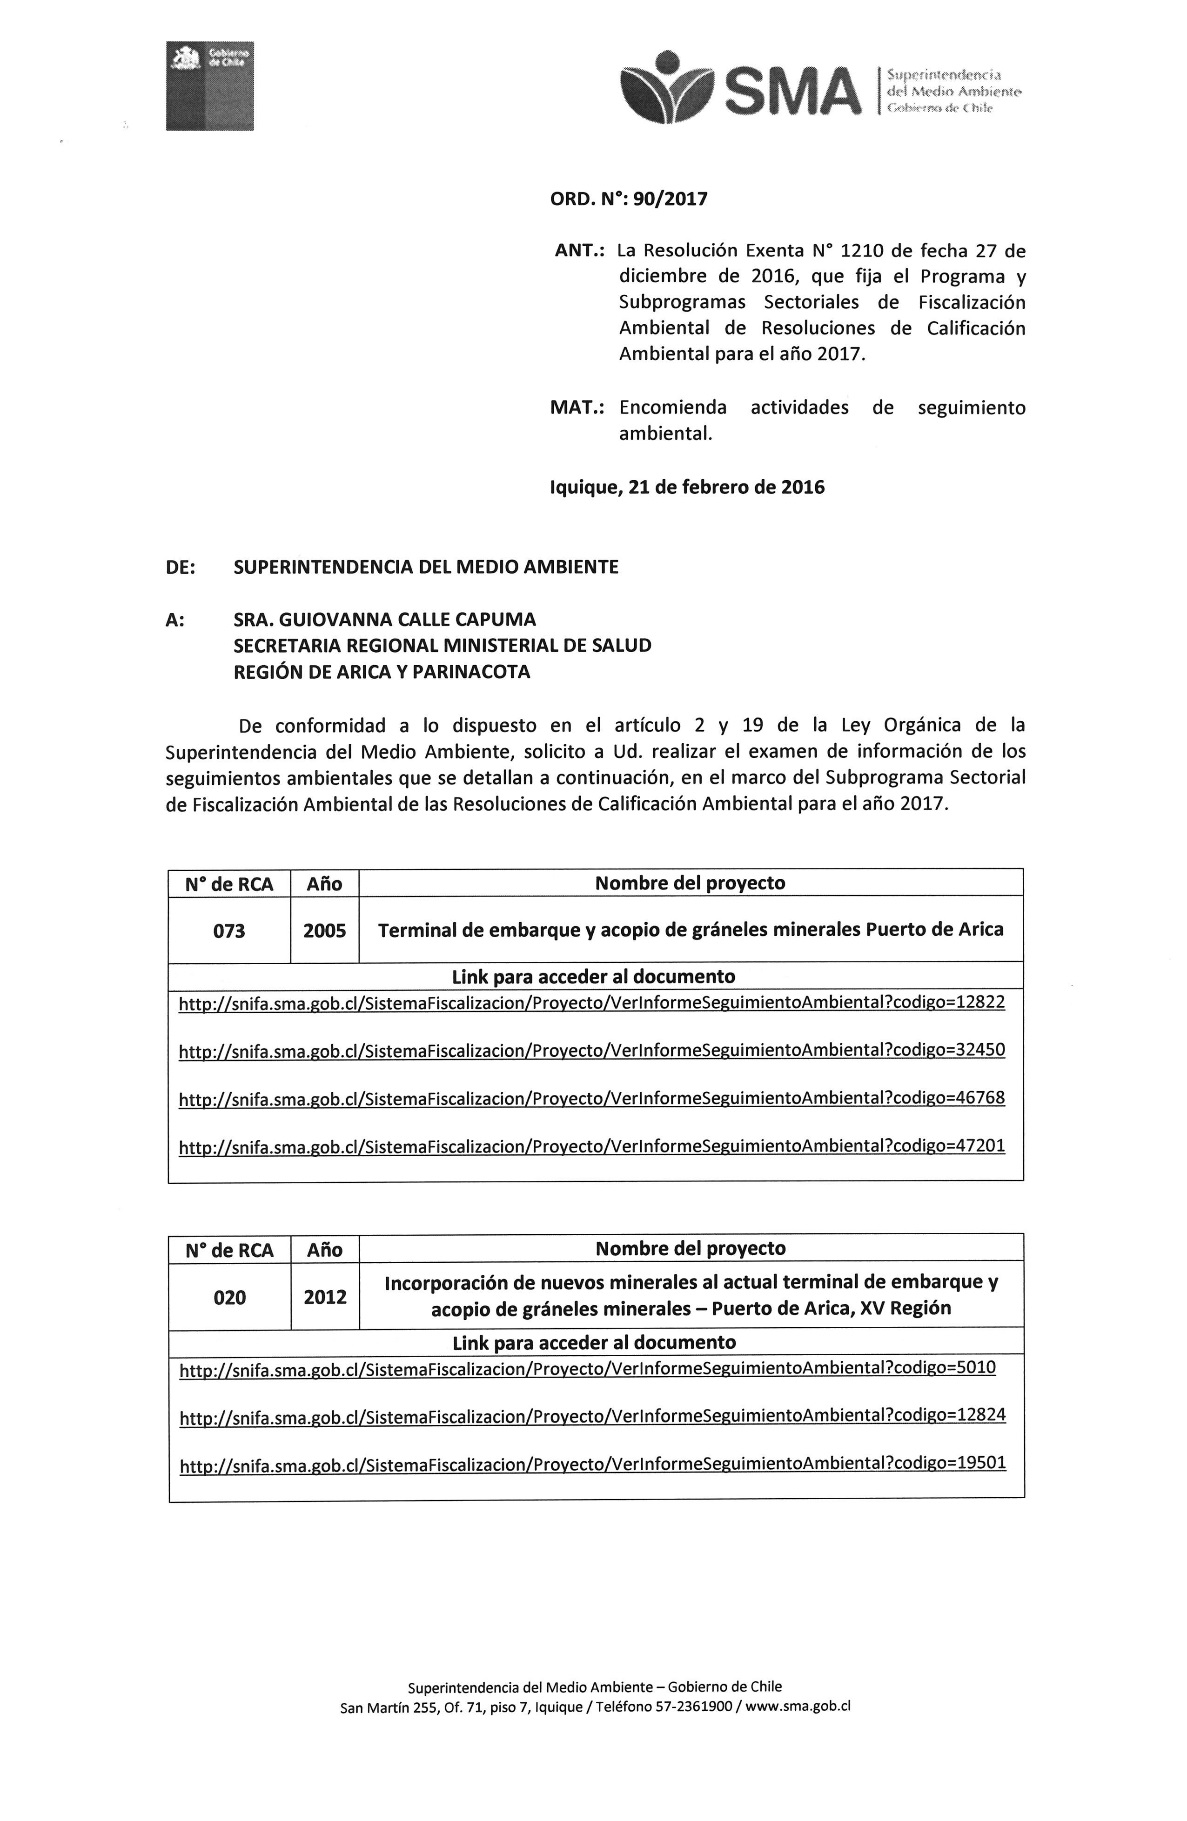 Gobierno
de Chile
SMA
Superintendencia
del Medio Ambiente
Gobierno de Chile
ORD. N°: 90/2017
ANT.: La Resolución Exenta N° 1210 de fecha 27 de
diciembre de 2016, que fija el Programa y
Subprogramas Sectoriales de Fiscalización
Ambiental de Resoluciones de Calificación
Ambiental para el año 2017.
MAT.: Encomienda actividades de seguimiento
ambiental.
Iquique, 21 de febrero de 2016
DE: SUPERINTENDENCIA DEL MEDIO AMBIENTE
A: SRA. GUIOVANNA CALLE CAPUMA
SECRETARIA REGIONAL MINISTERIAL DE SALUD
REGIÓN DE ARICA Y PARINACOTA
De conformidad a lo dispuesto en el artículo 2 y 19 de la Ley Orgánica de la
Superintendencia del Medio Ambiente, solicito a Ud. realizar el examen de información de los
seguimientos ambientales que se detallan a continuación, en el marco del Subprograma Sectorial
de Fiscalización Ambiental de las Resoluciones de Calificación Ambiental para el año 2017.
N° de RCA Año Nombre del proyecto
073 2005 Terminal de embarque y acopio de gráneles minerales Puerto de Arica
Link para acceder al documento
http://snifa.sma.gob.cl/SistemaFiscalizacion/Proyecto/VerInformeSeguimientoAmbiental?codigo=12822
http://snifa.sma.gob.cl/SistemaFiscalizacion/Proyecto/VerInformeSeguimientoAmbiental?codigo=32450
http://snifa.sma.gob.cl/SistemaFiscalizacion/Proyecto/VerInformeSeguimientoAmbiental?codigo=46768
http://snifa.sma.gob.cl/SistemaFiscalizacion/Proyecto/VerInformeSeguimientoAmbiental?codigo=47201
N° de RCA Año Nombre del proyecto
020 2012 Incorporación de nuevos minerales al actual terminal de embarque y
acopio de gráneles minerales – Puerto de Arica, XV Región
Link para acceder al documento
http://snifa.sma.gob.cl/SistemaFiscalizacion/Proyecto/VerInformeSeguimientoAmbiental?codigo=5010
http://snifa.sma.gob.cl/SistemaFiscalizacion/Proyecto/VerInformeSeguimientoAmbiental?codigo=12824
http://snifa.sma.gob.cl/SistemaFiscalizacion/Proyecto/VerInformeSeguimientoAmbiental?codigo=19501
Superintendencia del Medio Ambiente – Gobierno de Chile
San Martín 255, Of. 71, piso 7, Iquique / Teléfono 57-2361900 / www.sma.gob.cl